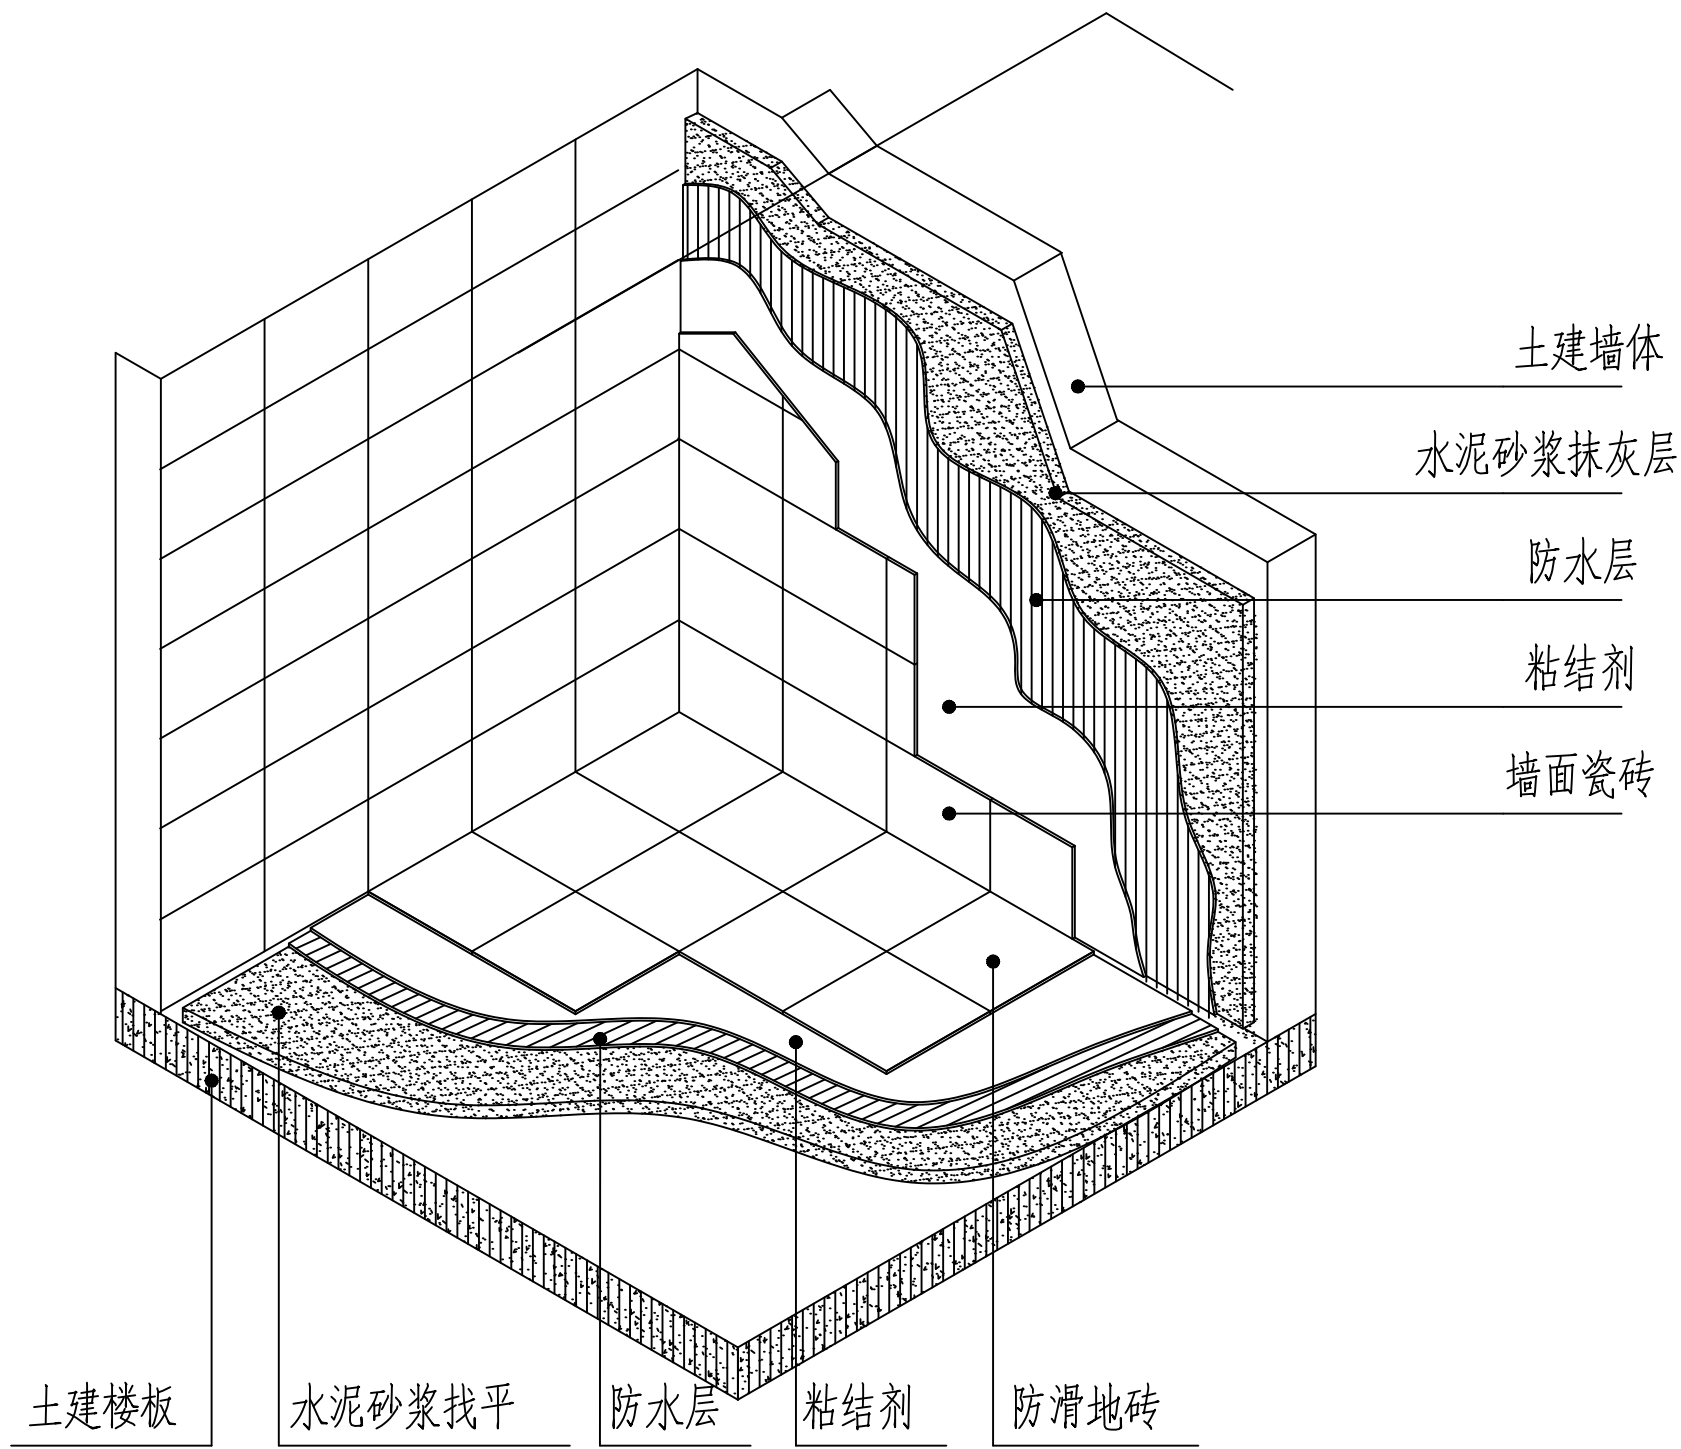 土建墙体
水泥砂浆抹灰层
防水层
粘结剂
墙面瓷砖
土建楼板
水泥砂浆找平
防水层
粘结剂
防滑地砖